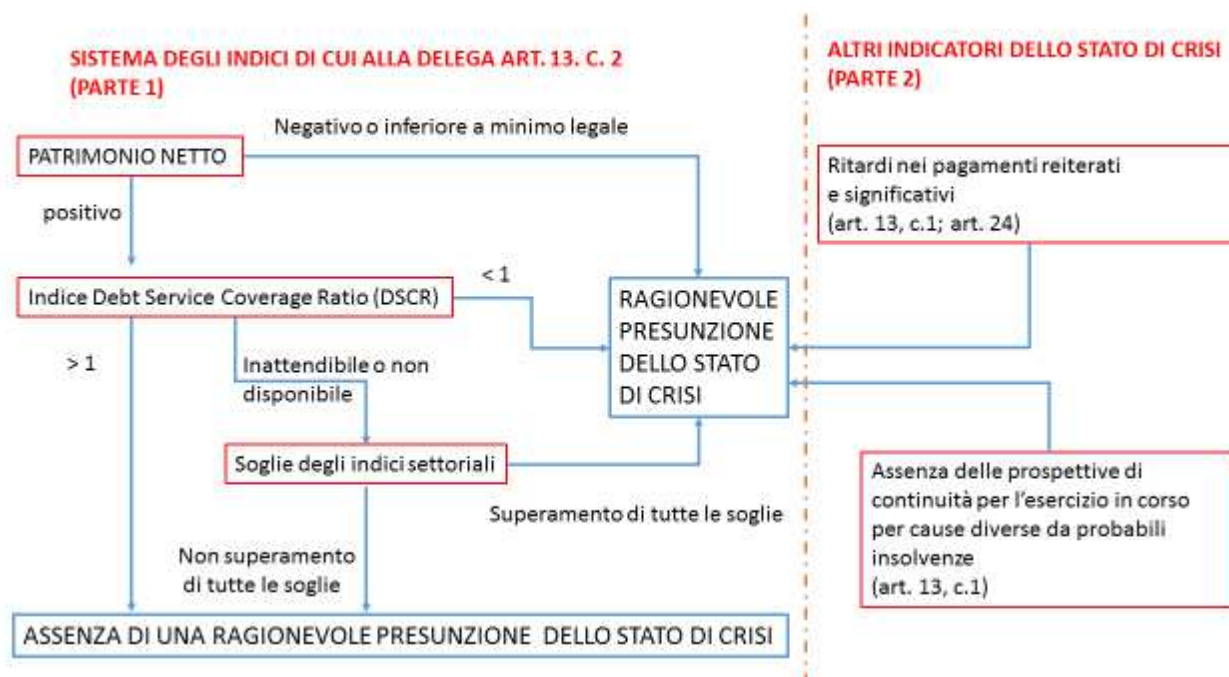 SISTEMA DEGLI INDICI DI CUI ALLA DELEGA ART. 13. C. 2
(PARTE 1)
Negativo o inferiore a minimo legale
PATRIMONIO NETTO
positivo
< 1
Indice Debt Service Coverage Ratio (DSCR)
> 1
Inattendibile o non
disponibile
RAGIONEVOLE
PRESUNZIONE
DELLO STATO
DI CRISI
Soglie degli indici settoriali
Superamento di tutte le soglie
Non superamento
di tutte le soglie
ASSENZA DI UNA RAGIONEVOLE PRESUNZIONE DELLO STATO DI CRISI
ALTRI INDICATORI DELLO STATO DI CRISI
(PARTE 2)
Ritardi nei pagamenti reiterati
e significativi
(art. 13, c.1; art. 24)
Assenza delle prospettive di
continuità per l'esercizio in corso
per cause diverse da probabili
insolvenze
(art. 13, c.1)